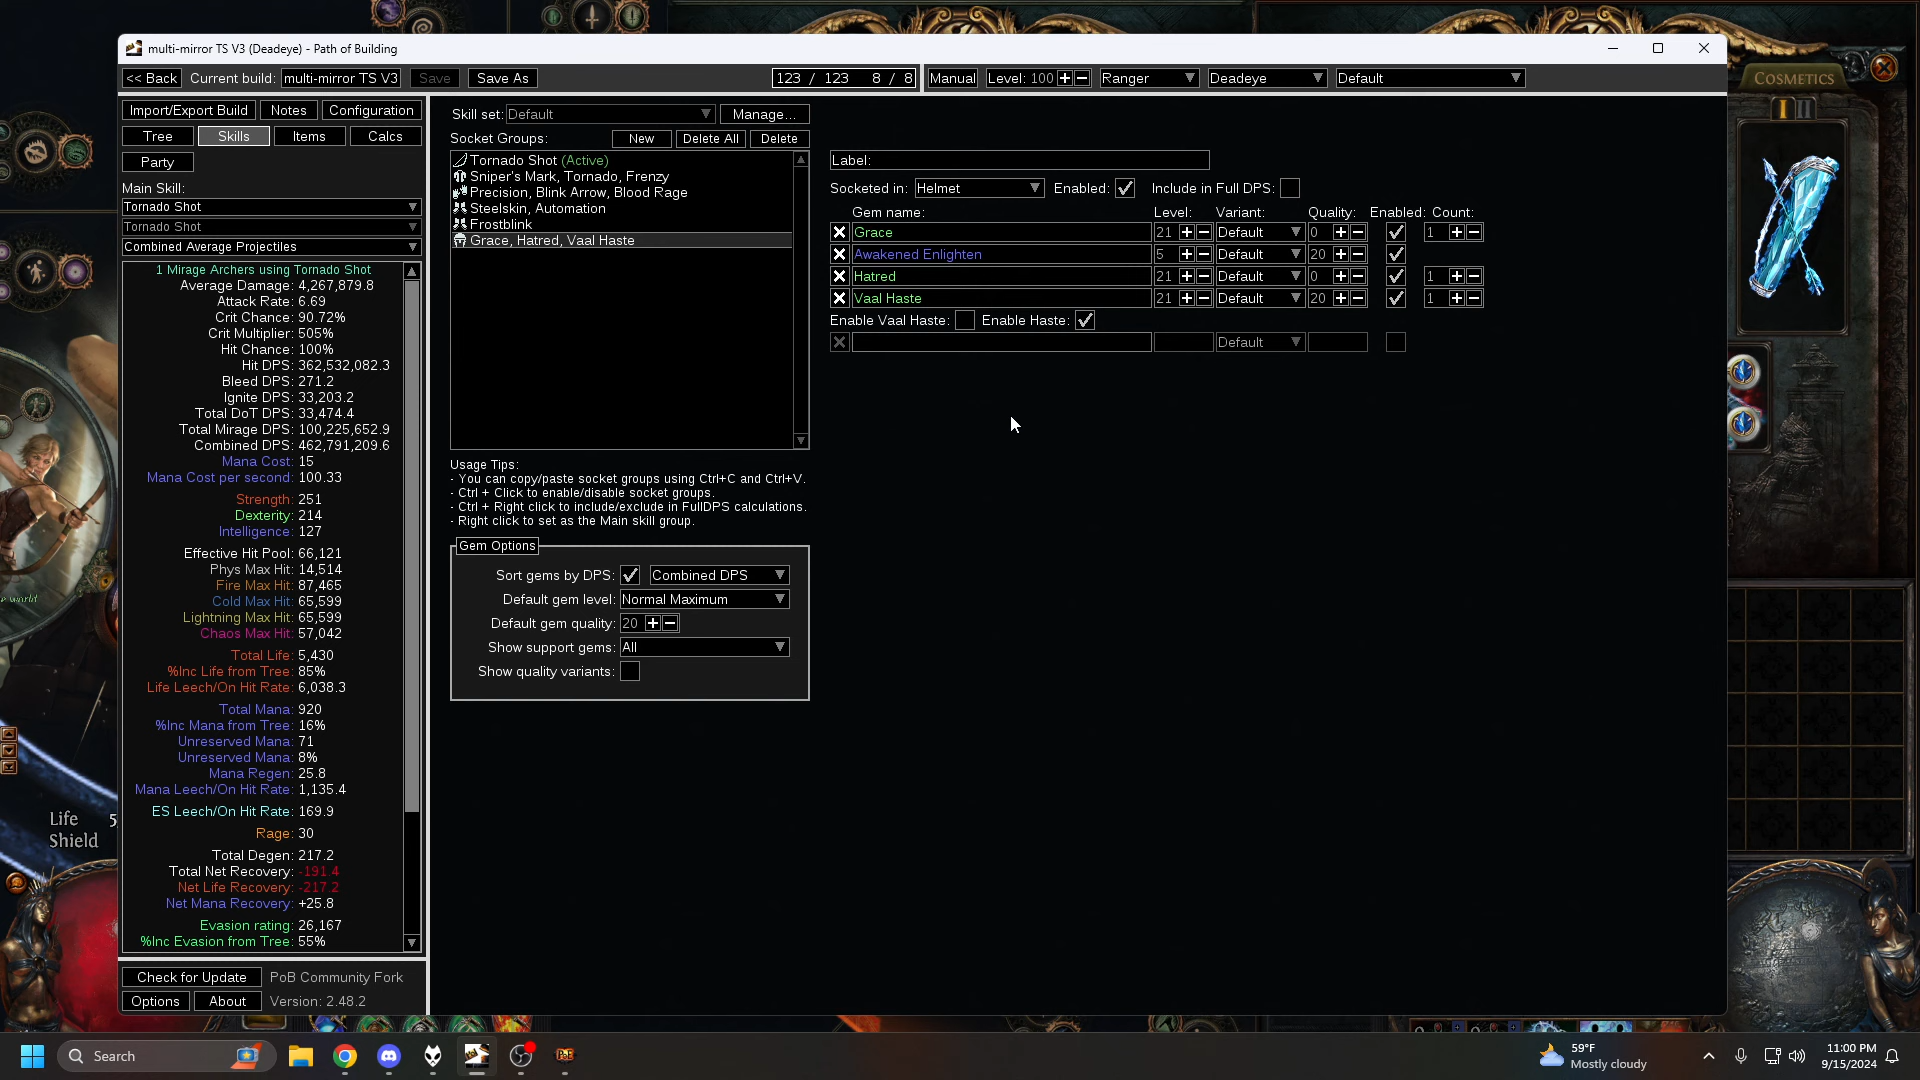 multi-mirror TS V3 (Deadeye) - Path of Building
COSMETICS
<< Back Current build: multi-mirror TS V3 Save Save As 123 / 123 8 / 8 Manual Level: 100 Ranger Deadeye Default
I II
Import/Export Build Notes Configuration
Tree Skills Items Calcs
Party
Main Skill:
Tornado Shot
Tornado Shot
Combined Average Projectiles
1 Mirage Archers using Tornado Shot
Average Damage: 4,267,879.8
Attack Rate: 6.69
Crit Chance: 90.72%
Crit Multiplier: 505%
Hit Chance: 100%
Hit DPS: 362,532,082.3
Bleed DPS: 271.2
Ignite DPS: 33,203.2
Total DoT DPS: 33,474.4
Total Mirage DPS: 100,225,652.9
Combined DPS: 462,791,209.6
Mana Cost: 15
Mana Cost per second: 100.33
Strength: 251
Dexterity: 214
Intelligence: 127
Effective Hit Pool: 66,121
Phys Max Hit: 14,514
Fire Max Hit: 87,465
Cold Max Hit: 65,599
Lightning Max Hit: 65,599
Chaos Max Hit: 57,042
Total Life: 5,430
%Inc Life from Tree: 85%
Life Leech/On Hit Rate: 6,038.3
Total Mana: 920
%Inc Mana from Tree: 16%
Unreserved Mana: 71
Unreserved Mana: 8%
Mana Regen: 25.8
Mana Leech/On Hit Rate: 1,135.4
ES Leech/On Hit Rate: 169.9
Rage: 30
Total Degen: 217.2
Total Net Recovery: -191.4
Net Life Recovery: -217.2
Net Mana Recovery: +25.8
Evasion rating: 26,167
%Inc Evasion from Tree: 55%
Check for Update PoB Community Fork
Options About Version: 2.48.2
Skill set: Default Manage...
Socket Groups: New Delete All Delete
Tornado Shot (Active)
Sniper's Mark, Tornado, Frenzy
Precision, Blink Arrow, Blood Rage
Steelskin, Automation
Frostblink
Grace, Hatred, Vaal Haste
Usage Tips:
- You can copy/paste socket groups using Ctrl+C and Ctrl+V.
- Ctrl + Click to enable/disable socket groups.
- Ctrl + Right click to include/exclude in FullDPS calculations.
- Right click to set as the Main skill group.
Gem Options
Sort gems by DPS: Combined DPS
Default gem level: Normal Maximum
Default gem quality: 20
Show support gems: All
Show quality variants:
Label:
Socketed in: Helmet Enabled: Include in Full DPS:
Gem name: Level: Variant: Quality: Enabled: Count:
Grace 21 Default 0 1
Awakened Enlighten 5 Default 20
Hatred 21 Default 0 1
Vaal Haste 21 Default 20 1
Enable Vaal Haste: Enable Haste:
Default
Life 5
Shield
Search
59°F
Mostly cloudy
11:00 PM
9/15/2024